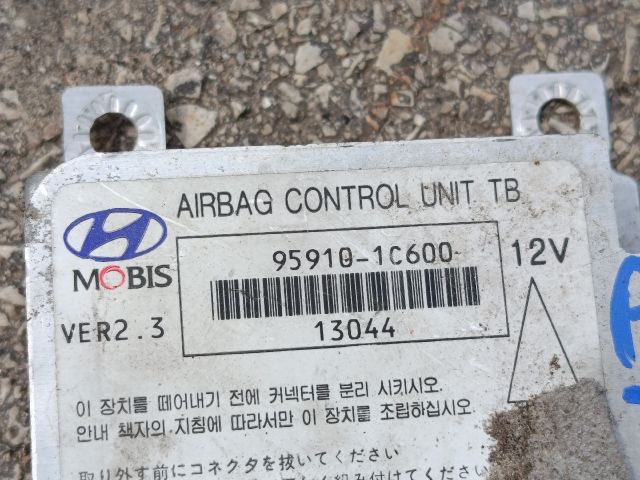 AIRBAG CONTROL UNIT TB
MOBIS
95910-1C600
12V
VER2.3
13044
이 장치를 떼어내기 전에 커넥터를 분리 시키시오.
안내 책자의 지침에 따라서만 이 장치를 조립하십시오.
取り外す前にコネクタを抜いてください。